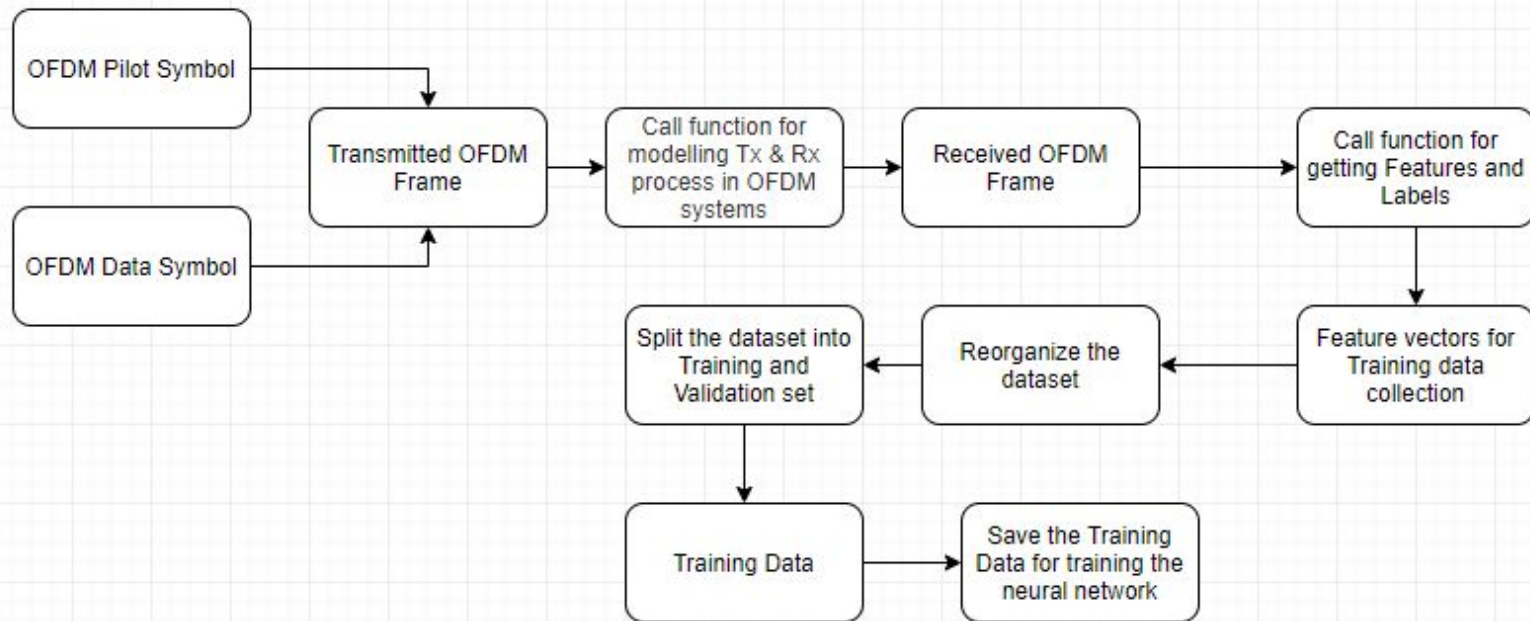 OFDM Pilot Symbol
OFDM Data Symbol
Transmitted OFDM
Frame
Call function for
modelling Tx & Rx
process in OFDM
systems
Received OFDM
Frame
Call function for
getting Features and
Labels
Feature vectors for
Training data
collection
Reorganize the
dataset
Split the dataset into
Training and
Validation set
Training Data
Save the Training
Data for training the
neural network